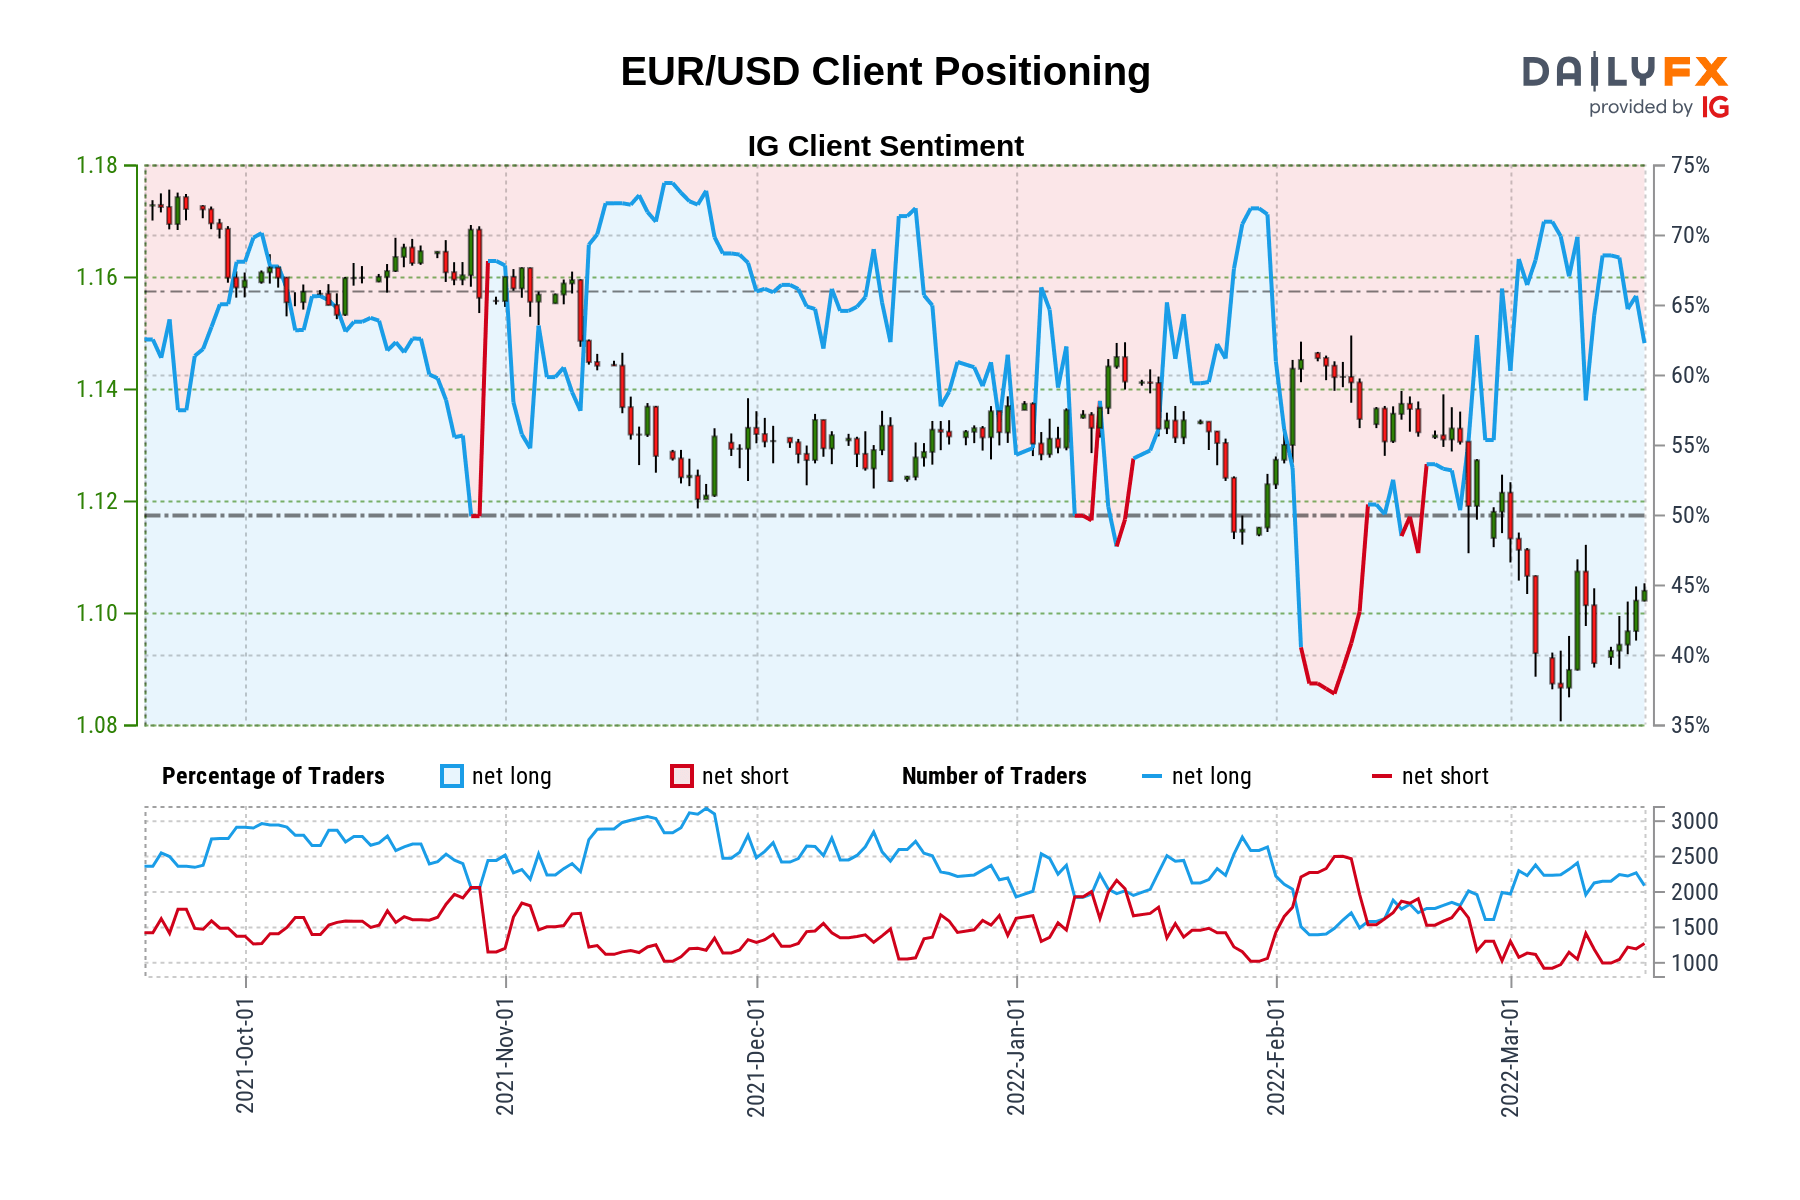 EUR/USD Client Positioning
DAILYFX
provided by IG
IG Client Sentiment
1.18
1.16
1.14
1.12
1.10
1.08
75%
70%
65%
60%
55%
50%
45%
40%
35%
Percentage of Traders net long net short Number of Traders net long net short
3000
2500
2000
1500
1000
2021-Oct-01
2021-Nov-01
2021-Dec-01
2022-Jan-01
2022-Feb-01
2022-Mar-01